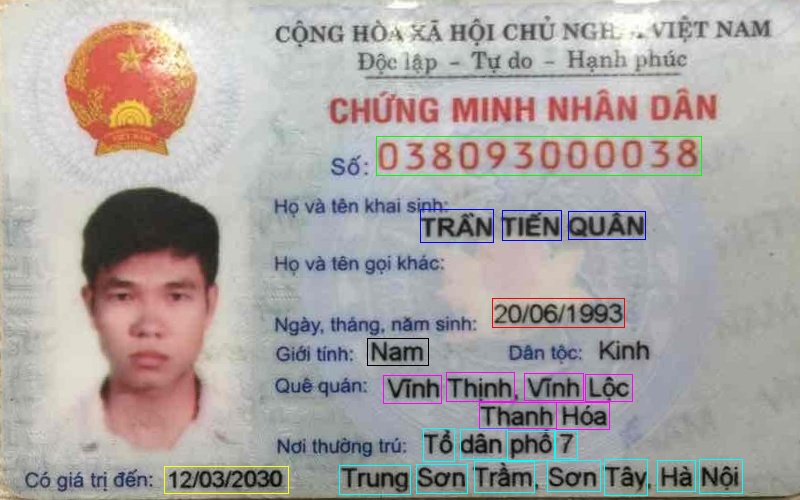 CỘNG HÒA XÃ HỘI CHỦ VIỆT NAM
Độc lập - Tự do - Hạnh phúc
CHỨNG MINH NHÂN DÂN
Số: 038093000038
Họ và tên khai sinh:
TRẦN TIẾN QUÂN
Họ và tên gọi khác:
Ngày, tháng, năm sinh: 20/06/1993
Giới tính: Nam Dân tộc: Kinh
Quê quán: Vĩnh Thịnh, Vĩnh Lộc
Thanh Hóa
Nơi thường trú: Tổ dân phố 7
Có giá trị đến: 12/03/2030 Trung Sơn Trầm, Sơn Tây, Hà Nội